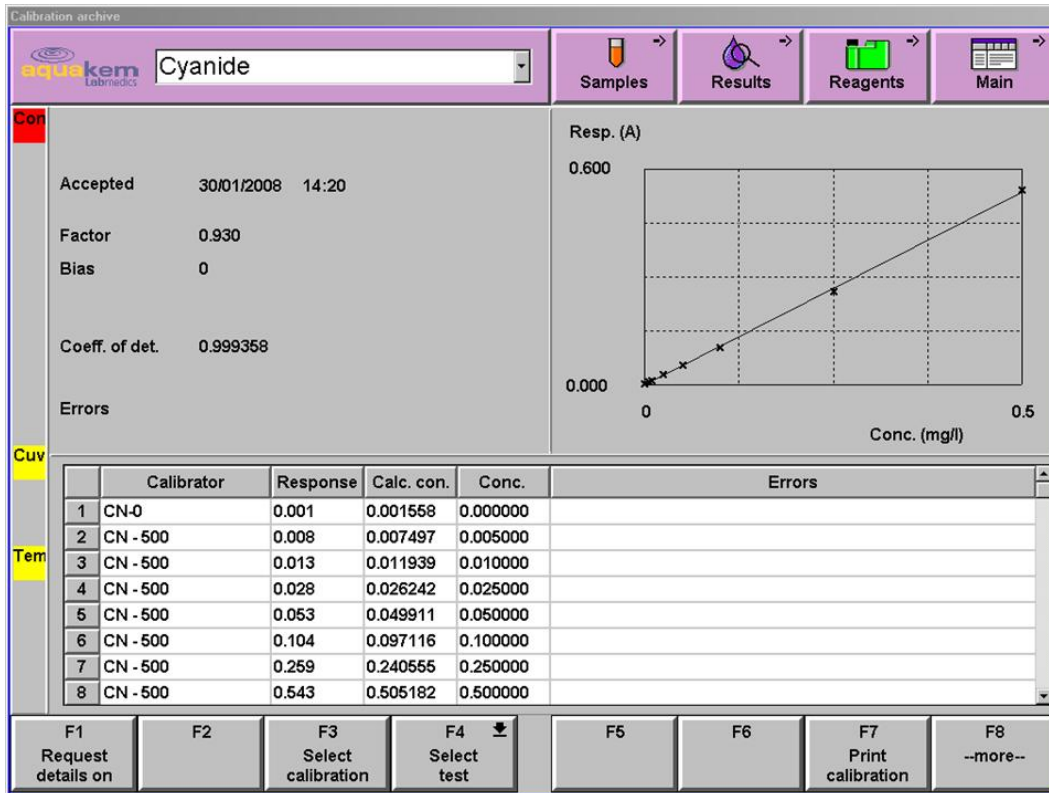 Calibration archive
aquakem
Labmedics
Cyanide
Samples
Results
Reagents
Main
Con
Accepted 30/01/2008 14:20
Factor 0.930
Bias 0
Coeff. of det. 0.999358
Errors
Resp. (A)
0.600
0.000
0 0.5
Conc. (mg/l)
Cuv
Tem
Calibrator Response Calc. con. Conc. Errors
1 CN-0 0.001 0.001558 0.000000
2 CN - 500 0.008 0.007497 0.005000
3 CN - 500 0.013 0.011939 0.010000
4 CN - 500 0.028 0.026242 0.025000
5 CN - 500 0.053 0.049911 0.050000
6 CN - 500 0.104 0.097116 0.100000
7 CN - 500 0.259 0.240555 0.250000
8 CN - 500 0.543 0.505182 0.500000
F1
Request
details on
F2
F3
Select
calibration
F4
Select
test
F5
F6
F7
Print
calibration
F8
--more--